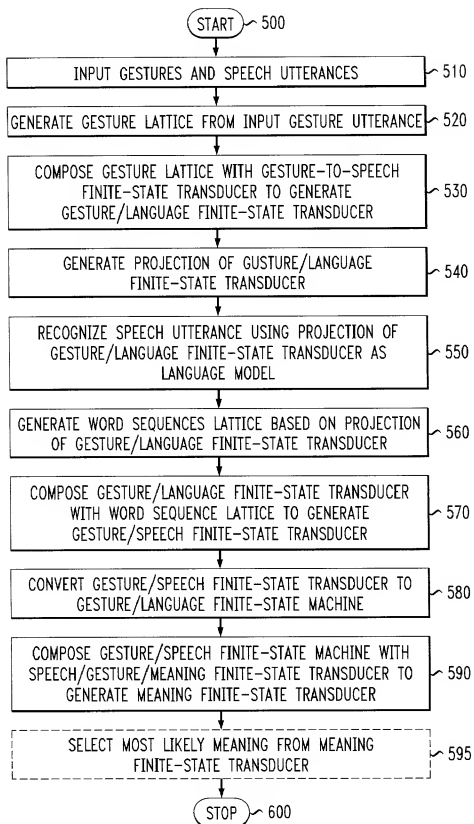 START 500
INPUT GESTURES AND SPEECH UTTERANCES 510
GENERATE GESTURE LATTICE FROM INPUT GESTURE UTTERANCE 520
COMPOSE GESTURE LATTICE WITH GESTURE-TO-SPEECH
FINITE-STATE TRANSDUCER TO GENERATE 530
GESTURE/LANGUAGE FINITE-STATE TRANSDUCER
GENERATE PROJECTION OF GUSTURE/LANGUAGE
FINITE-STATE TRANSDUCER 540
RECOGNIZE SPEECH UTTERANCE USING PROJECTION OF
GESTURE/LANGUAGE FINITE-STATE TRANSDUCER AS 550
LANGUAGE MODEL
GENERATE WORD SEQUENCES LATTICE BASED ON PROJECTION
OF GESTURE/LANGUAGE FINITE-STATE TRANSDUCER 560
COMPOSE GESTURE/LANGUAGE FINITE-STATE TRANSDUCER
WITH WORD SEQUENCE LATTICE TO GENERATE 570
GESTURE/SPEECH FINITE-STATE TRANSDUCER
CONVERT GESTURE/SPEECH FINITE-STATE TRANSDUCER TO
GESTURE/LANGUAGE FINITE-STATE MACHINE 580
COMPOSE GESTURE/SPEECH FINITE-STATE MACHINE WITH
SPEECH/GESTURE/MEANING FINITE-STATE TRANSDUCER TO 590
GENERATE MEANING FINITE-STATE TRANSDUCER
SELECT MOST LIKELY MEANING FROM MEANING
FINITE-STATE TRANSDUCER 595
STOP 600